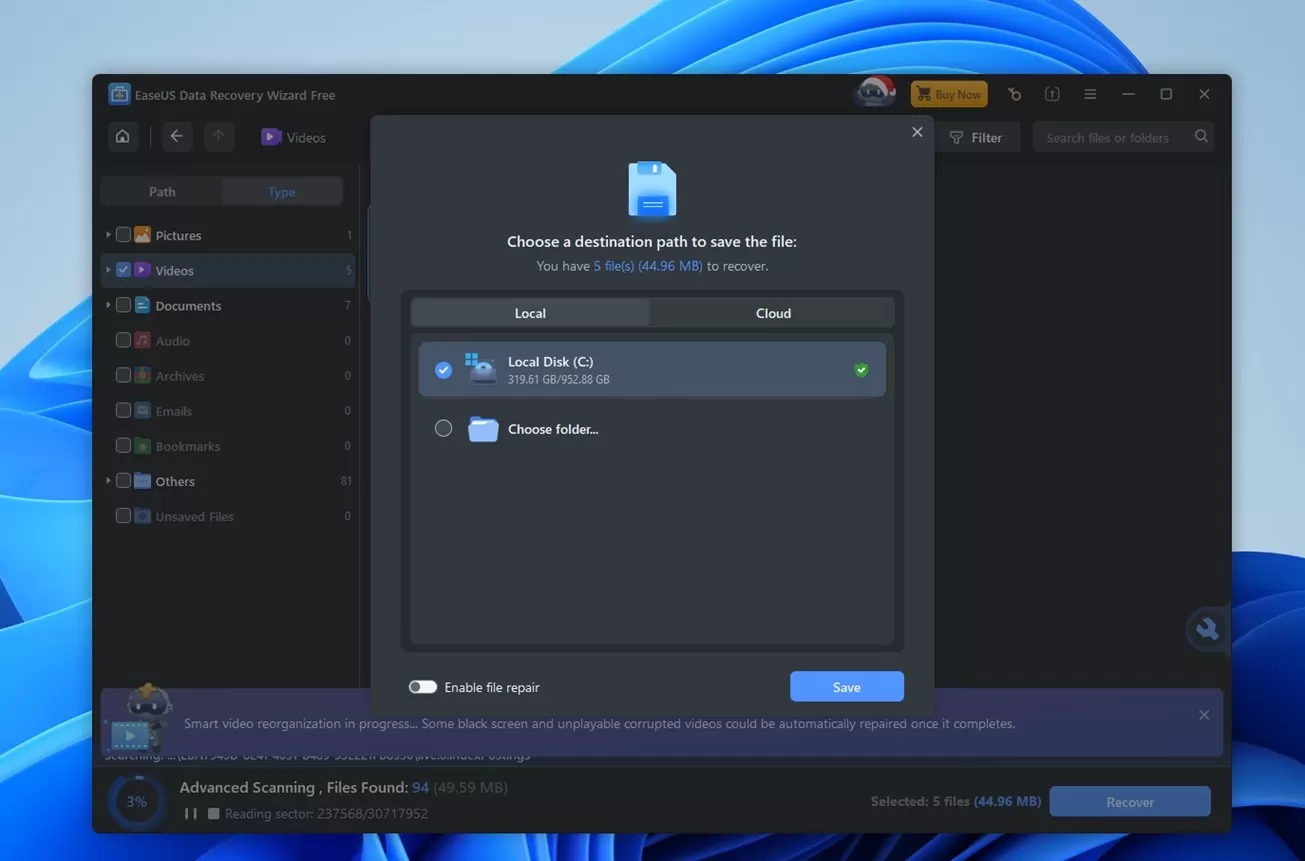 EaseUS Data Recovery Wizard Free
Buy Now
Videos
Filter
Search files or folders
Path
Type
Pictures 1
Videos 5
Documents 7
Audio 0
Archives 0
Emails 0
Bookmarks 0
Others 81
Unsaved Files 0
Choose a destination path to save the file:
You have 5 file(s) (44.96 MB) to recover.
Local
Cloud
Local Disk (C:)
319.61 GB/952.88 GB
Choose folder...
Enable file repair
Save
Smart video reorganization in progress... Some black screen and unplayable corrupted videos could be automatically repaired once it completes.
3%
Advanced Scanning , Files Found: 94 (49.59 MB)
Reading sector: 237568/30717952
Selected: 5 files (44.96 MB)
Recover